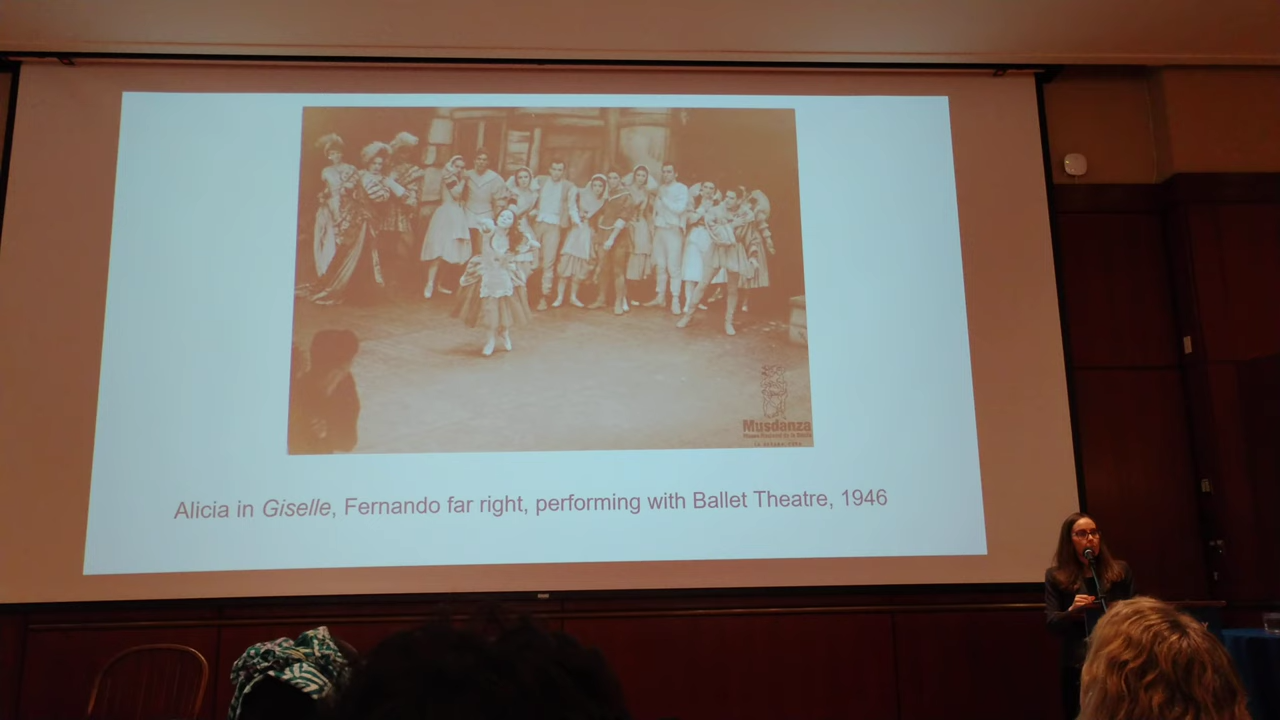 Musdanza
Alicia in Giselle, Fernando far right, performing with Ballet Theatre, 1946